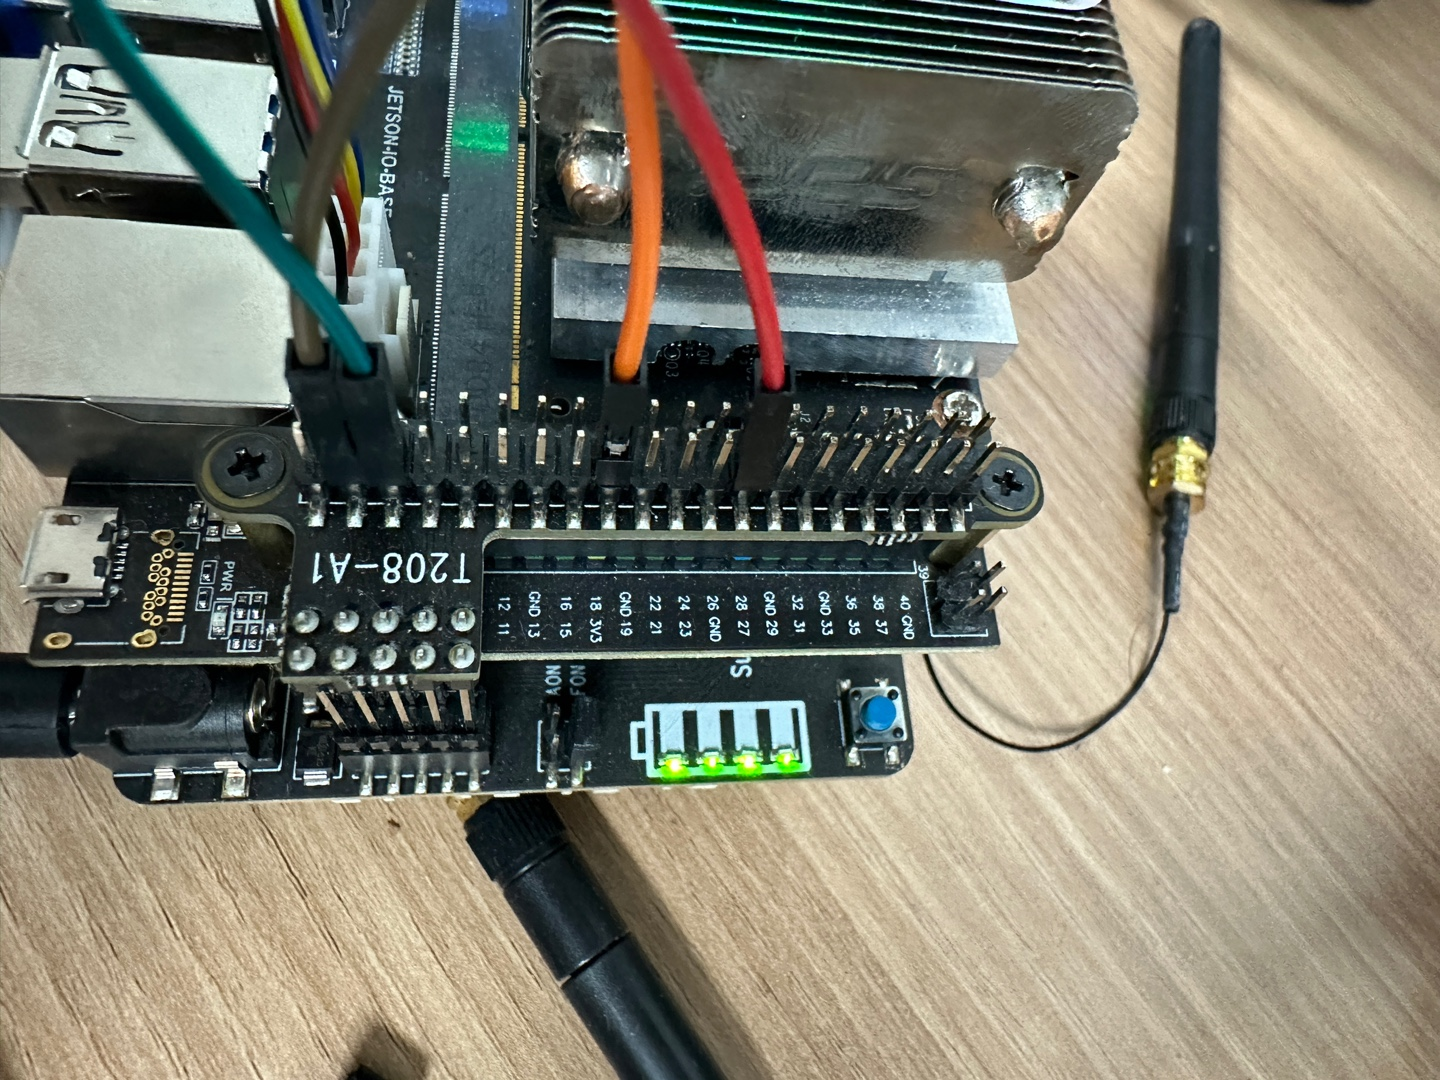 JETSON-IO-BASE
T208-A1
PWR
39
12 GND 16 18 GND 22 24 26 28 GND 32 GND 36 38 40
11 13 15 3V3 19 21 23 GND 27 29 31 33 35 37 GND
AON
FON
Su
J2